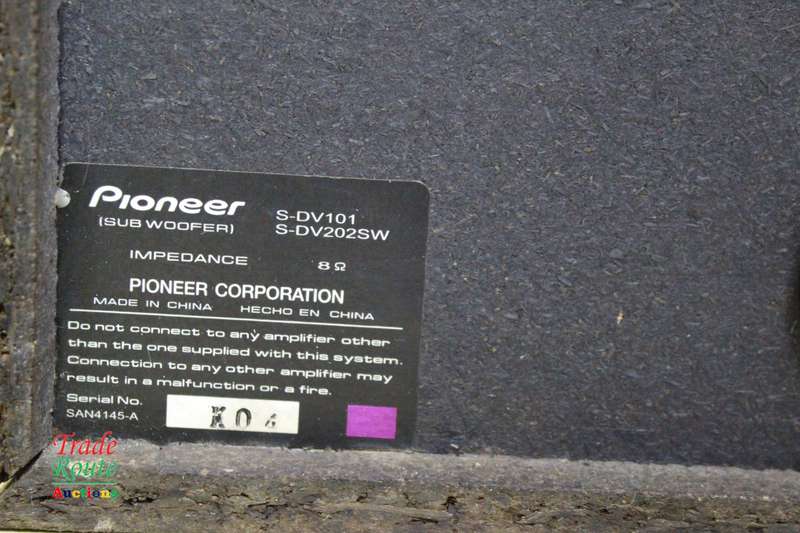 Pioneer
(SUB WOOFER)
S-DV101
S-DV202SW
IMPEDANCE 8Ω
PIONEER CORPORATION
MADE IN CHINA HECHO EN CHINA
Do not connect to any amplifier other
than the one supplied with this system.
Connection to any other amplifier may
result in a malfunction or a fire.
Serial No.
SAN4145-A
K04
Trade
Route
Auctions